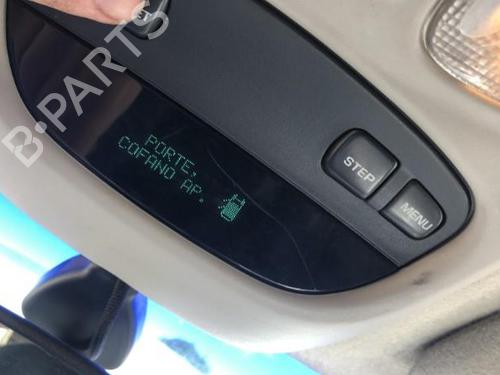 B-PARTS
PORTE,
COFANO AP.
STEP
MENU